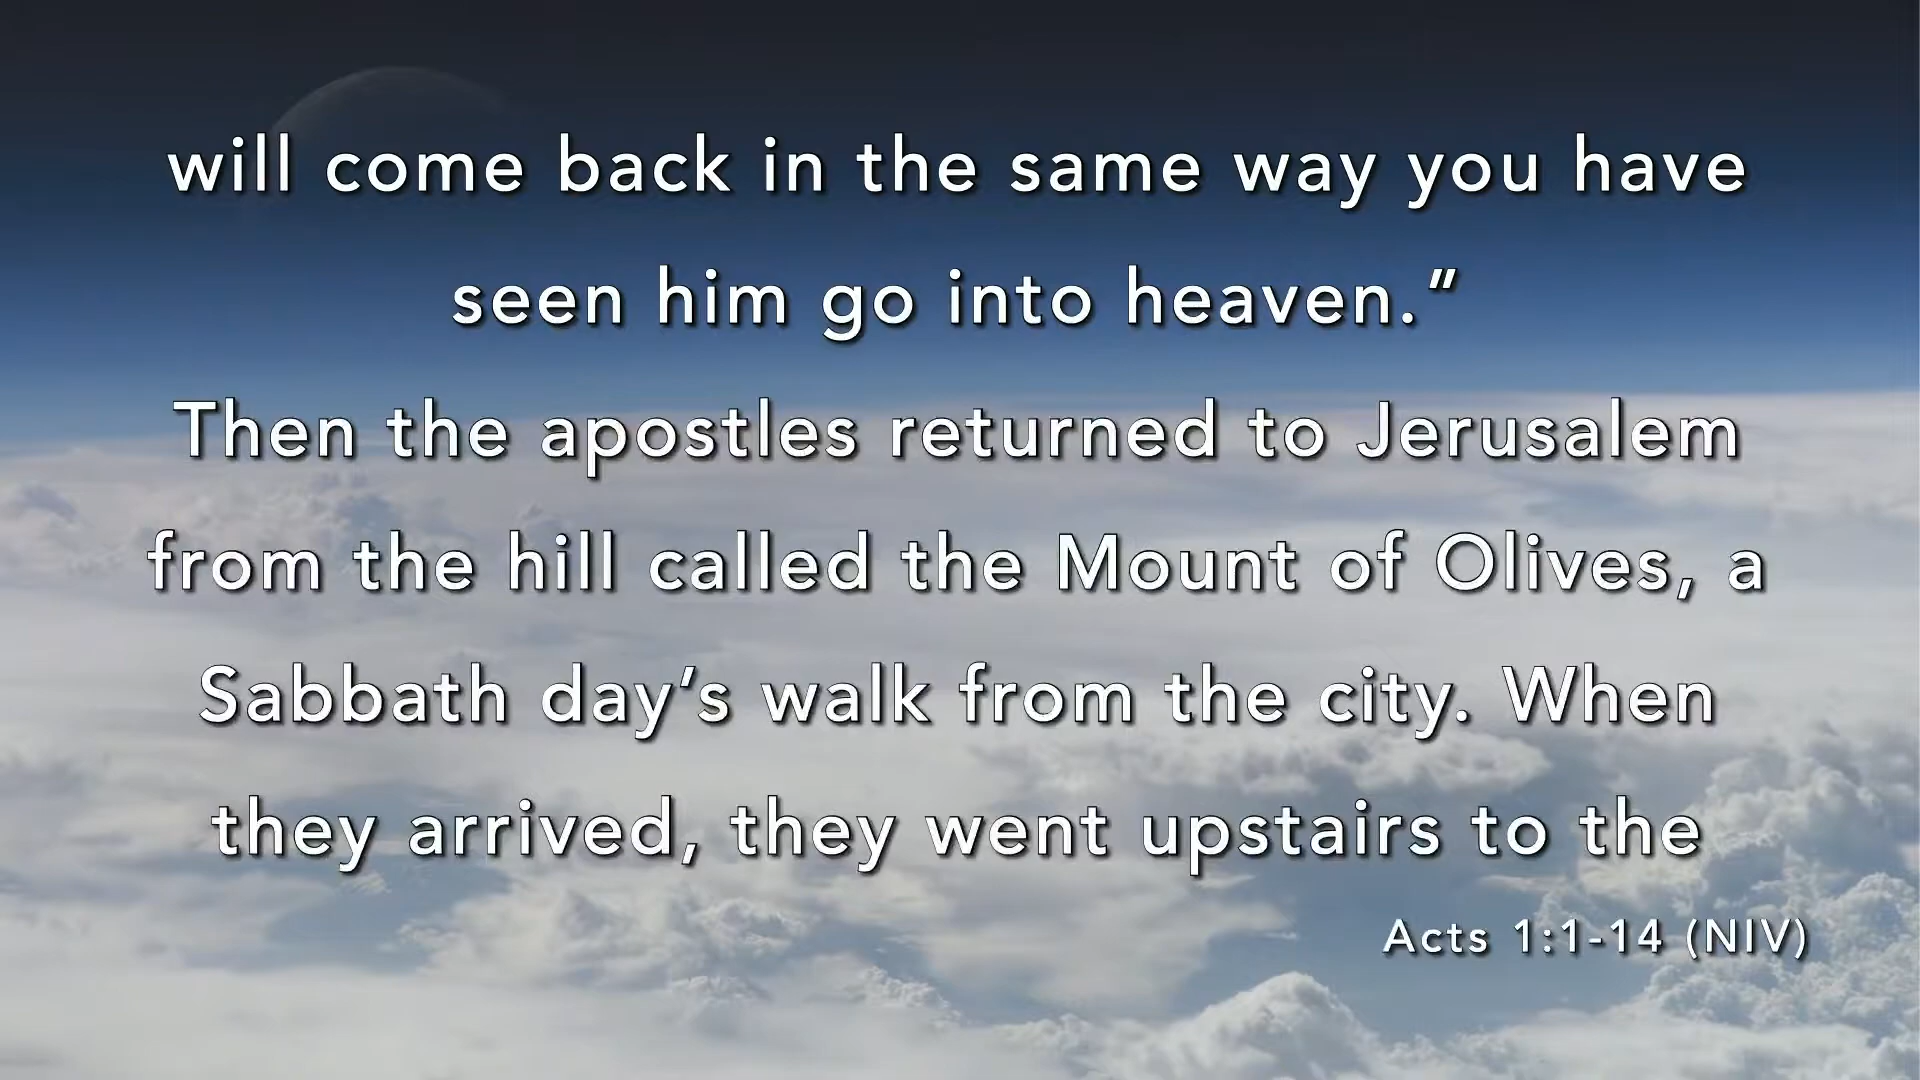 will come back in the same way you have
seen him go into heaven.”
Then the apostles returned to Jerusalem
from the hill called the Mount of Olives, a
Sabbath day’s walk from the city. When
they arrived, they went upstairs to the
Acts 1:1-14 (NIV)